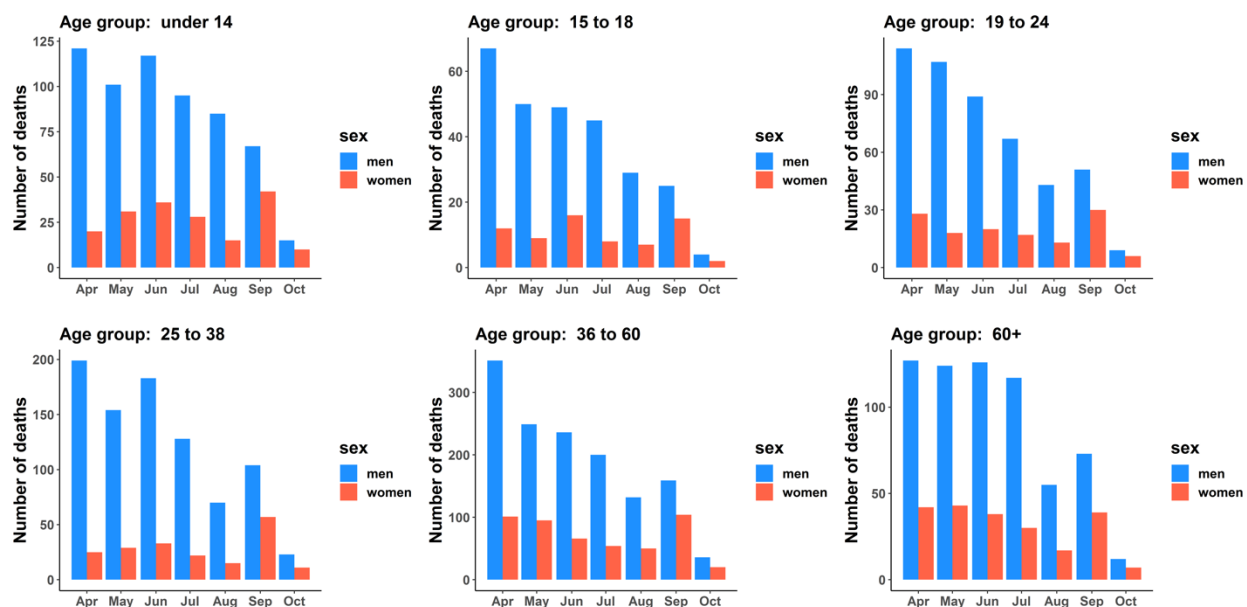 Age group: under 14
Number of deaths
125
100
75
50
25
0
Apr May Jun Jul Aug Sep Oct
sex
men
women
Age group: 15 to 18
Number of deaths
60
40
20
0
Apr May Jun Jul Aug Sep Oct
sex
men
women
Age group: 19 to 24
Number of deaths
90
60
30
0
Apr May Jun Jul Aug Sep Oct
sex
men
women
Age group: 25 to 38
Number of deaths
200
150
100
50
0
Apr May Jun Jul Aug Sep Oct
sex
men
women
Age group: 36 to 60
Number of deaths
300
200
100
0
Apr May Jun Jul Aug Sep Oct
sex
men
women
Age group: 60+
Number of deaths
100
50
0
Apr May Jun Jul Aug Sep Oct
sex
men
women